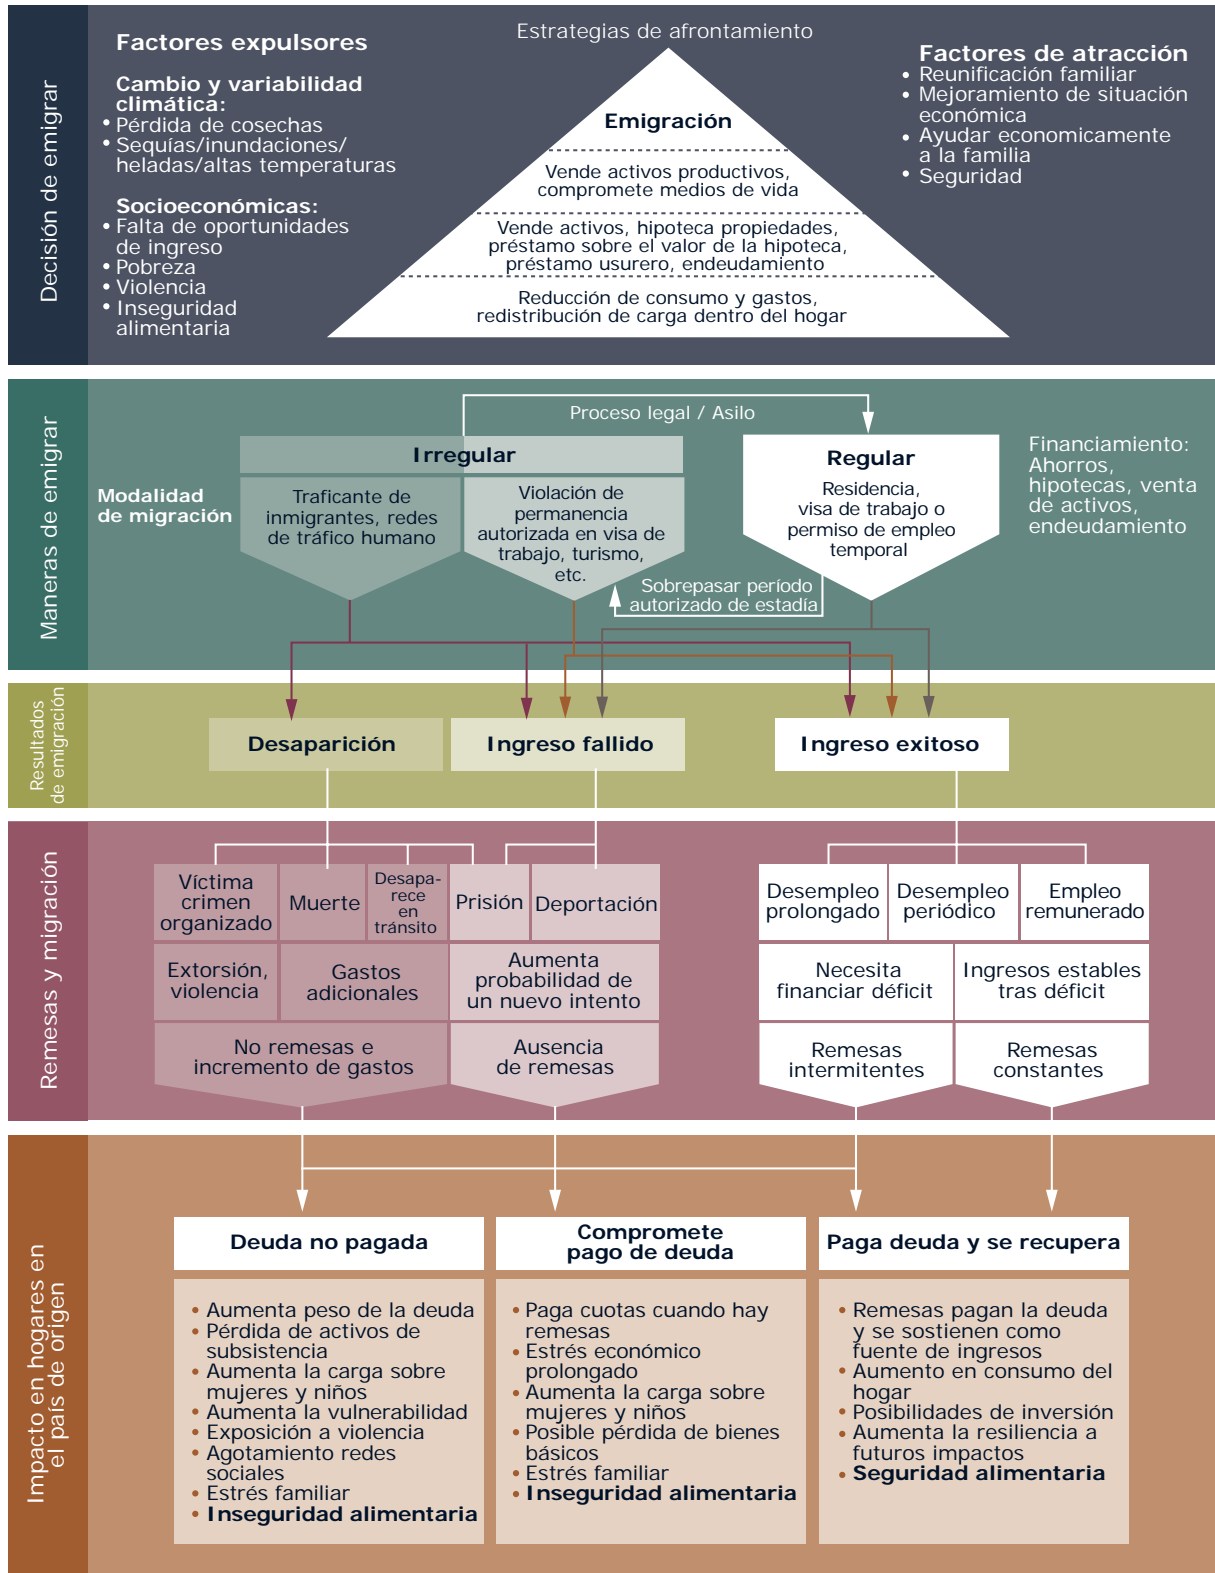 Decisión de emigrar
Factores expulsores
Cambio y variabilidad
climática:
• Pérdida de cosechas
• Sequías/inundaciones/
heladas/altas temperaturas
Socioeconómicas:
• Falta de oportunidades
de ingreso
• Pobreza
• Violencia
• Inseguridad
alimentaria
Estrategias de afrontamiento
Emigración
Vende activos productivos,
compromete medios de vida
Vende activos, hipoteca propiedades,
préstamo sobre el valor de la hipoteca,
préstamo usurero, endeudamiento
Reducción de consumo y gastos,
redistribución de carga dentro del hogar
Factores de atracción
• Reunificación familiar
• Mejoramiento de situación
económica
• Ayudar economicamente
a la familia
• Seguridad
Maneras de emigrar
Modalidad
de migración
Proceso legal / Asilo
Irregular
Traficante de
inmigrantes, redes
de tráfico humano
Violación de
permanencia
autorizada en visa de
trabajo, turismo,
etc.
Regular
Residencia,
visa de trabajo o
permiso de empleo
temporal
Sobrepasar período
autorizado de estadía
Financiamiento:
Ahorros,
hipotecas, venta
de activos,
endeudamiento
Resultados
de emigración
Desaparición
Ingreso fallido
Ingreso exitoso
Remesas y migración
Víctima
crimen
organizado
Muerte
Desapa-
rece
en
tránsito
Prisión
Deportación
Desempleo
prolongado
Desempleo
periódico
Empleo
remunerado
Extorsión,
violencia
Gastos
adicionales
Aumenta
probabilidad de
un nuevo intento
Necesita
financiar déficit
Ingresos estables
tras déficit
No remesas e
incremento de gastos
Ausencia
de remesas
Remesas
intermitentes
Remesas
constantes
Impacto en hogares en
el país de origen
Deuda no pagada
• Aumenta peso de la deuda
• Pérdida de activos de
subsistencia
• Aumenta la carga sobre
mujeres y niños
• Aumenta la vulnerabilidad
• Exposición a violencia
• Agotamiento redes
sociales
• Estrés familiar
• Inseguridad alimentaria
Compromete
pago de deuda
• Paga cuotas cuando hay
remesas
• Estrés económico
prolongado
• Aumenta la carga sobre
mujeres y niños
• Posible pérdida de bienes
básicos
• Estrés familiar
• Inseguridad alimentaria
Paga deuda y se recupera
• Remesas pagan la deuda
y se sostienen como
fuente de ingresos
• Aumento en consumo del
hogar
• Posibilidades de inversión
• Aumenta la resiliencia a
futuros impactos
• Seguridad alimentaria